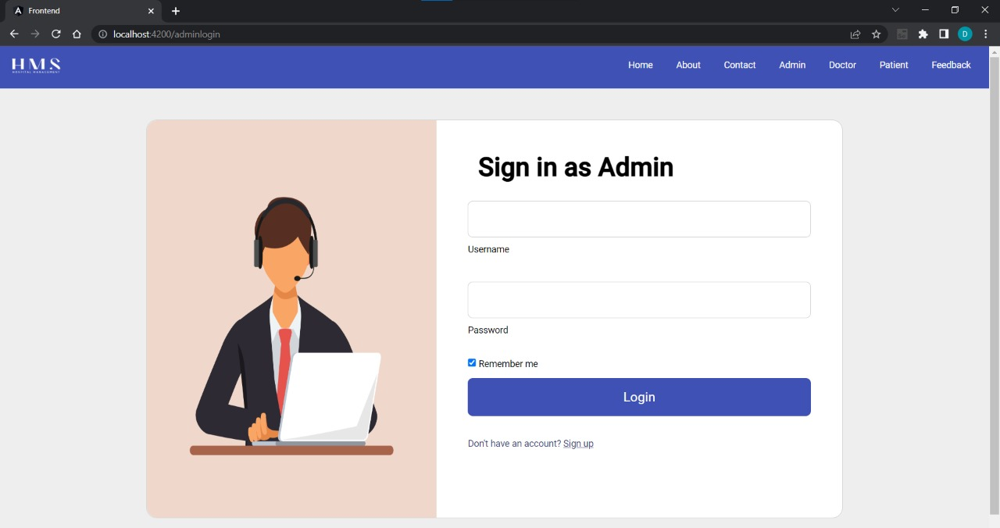 Frontend
localhost:4200/adminlogin
D
HMS
HOSPITAL MANAGEMENT
Home About Contact Admin Doctor Patient Feedback
Sign in as Admin
Username
Password
Remember me
Login
Don't have an account? Sign up